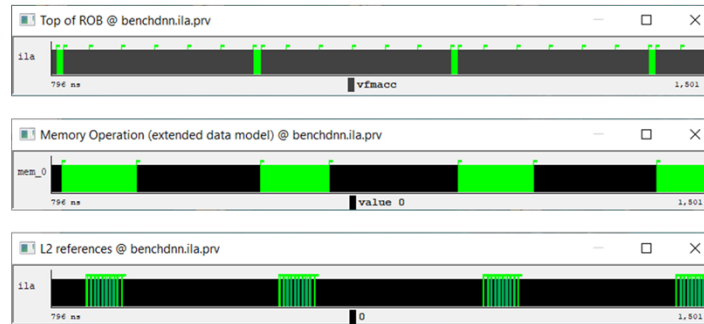 Top of ROB @ benchdnn.ila.prv
ila
796 ns
vfmacc
1,501
Memory Operation (extended data model) @ benchdnn.ila.prv
mem_0
796 ns
value 0
1,501
L2 references @ benchdnn.ila.prv
ila
796 ns
0
1,501